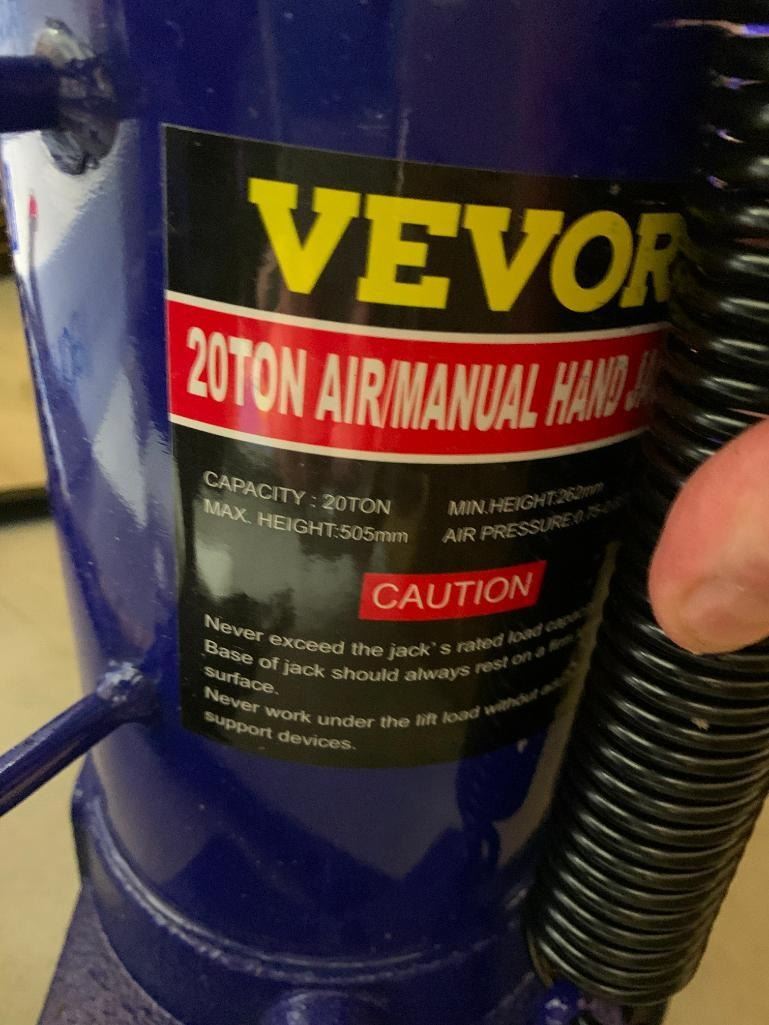 VEVOR
20TON AIR/MANUAL HAND
CAPACITY : 20TON MIN.HEIGHT:262mm
MAX. HEIGHT:505mm AIR PRESSURE:0.75-
CAUTION
Never exceed the jack's rated load
Base of jack should always rest on a
surface.
Never work under the lift load without
support devices.